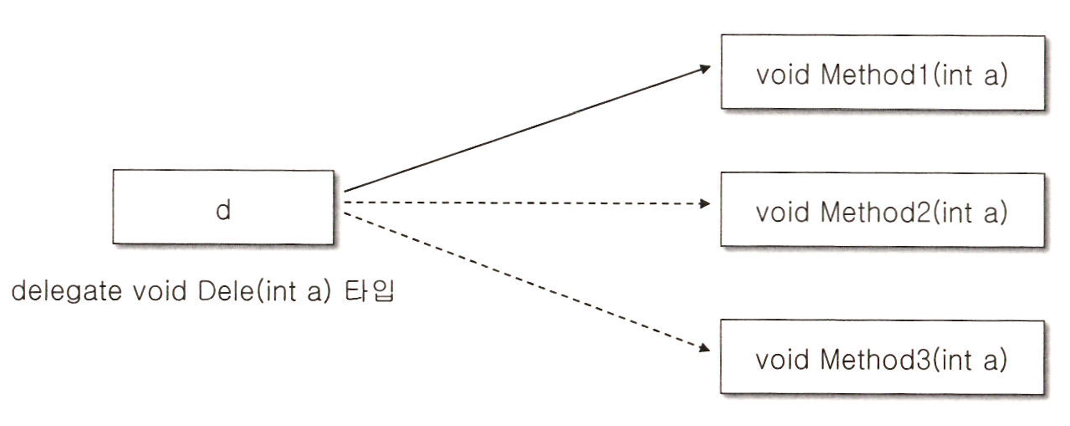 void Method1(int a)
d
void Method2(int a)
delegate void Dele(int a) 타입
void Method3(int a)